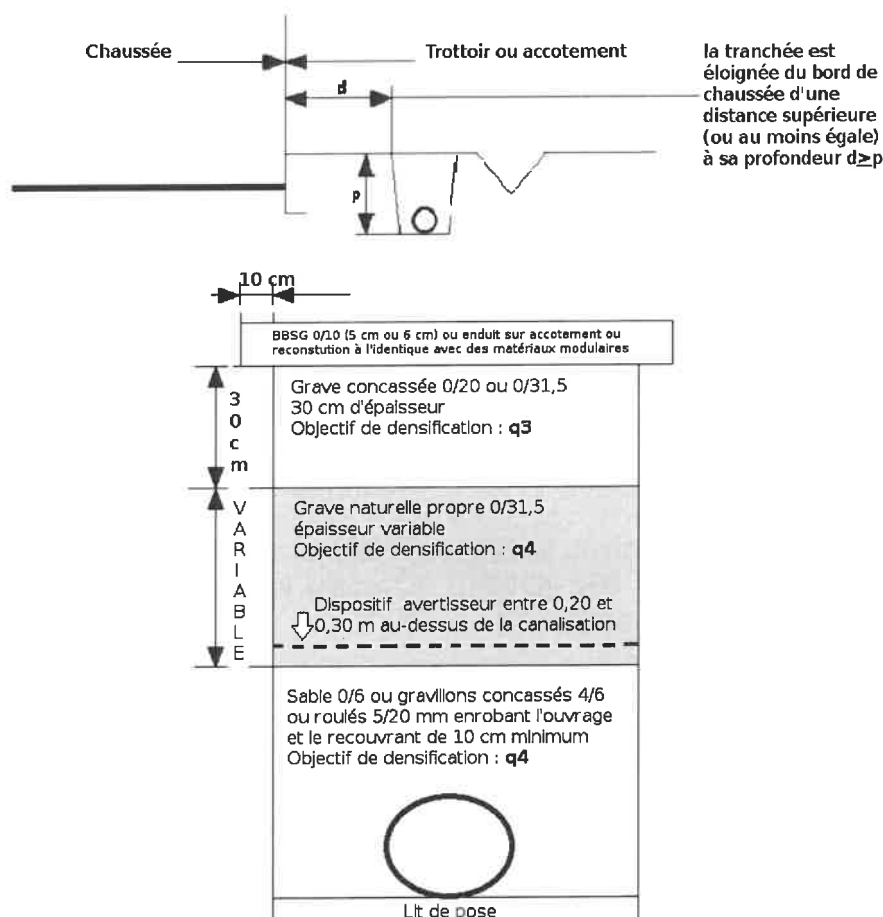 Chaussée
Trottoir ou accotement
la tranchée est
éloignée du bord de
chaussée d'une
distance supérieure
(ou au moins égale)
à sa profondeur d≥p
d
p
10 cm
BBSG 0/10 (5 cm ou 6 cm) ou enduit sur accotement ou
reconstution à l'identique avec des matériaux modulaires
30cm
Grave concassée 0/20 ou 0/31,5
30 cm d'épaisseur
Objectif de densification : q3
VARIABLE
Grave naturelle propre 0/31,5
épaisseur variable
Objectif de densification : q4
Dispositif avertisseur entre 0,20 et
0,30 m au-dessus de la canalisation
Sable 0/6 ou gravillons concassés 4/6
ou roulés 5/20 mm enrobant l'ouvrage
et le recouvrant de 10 cm minimum
Objectif de densification : q4
Lit de pose